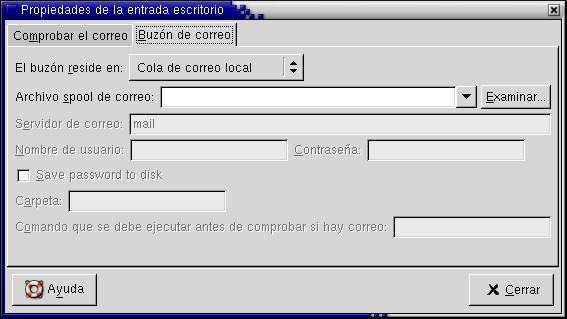 Propiedades de la entrada escritorio
Comprobar el correo Buzón de correo
El buzón reside en: Cola de correo local
Archivo spool de correo: Examinar...
Servidor de correo: mail
Nombre de usuario: Contraseña:
Save password to disk
Carpeta:
Comando que se debe ejecutar antes de comprobar si hay correo:
Ayuda Cerrar